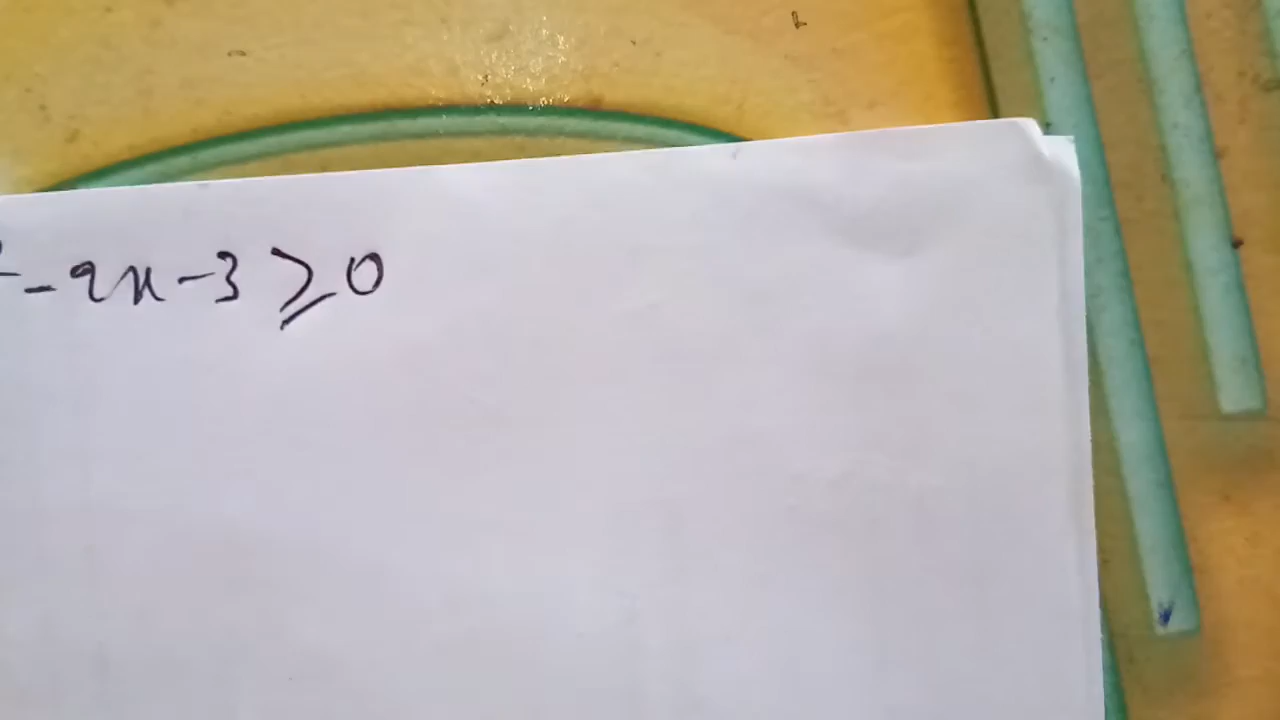 - 2x - 3 ≥ 0